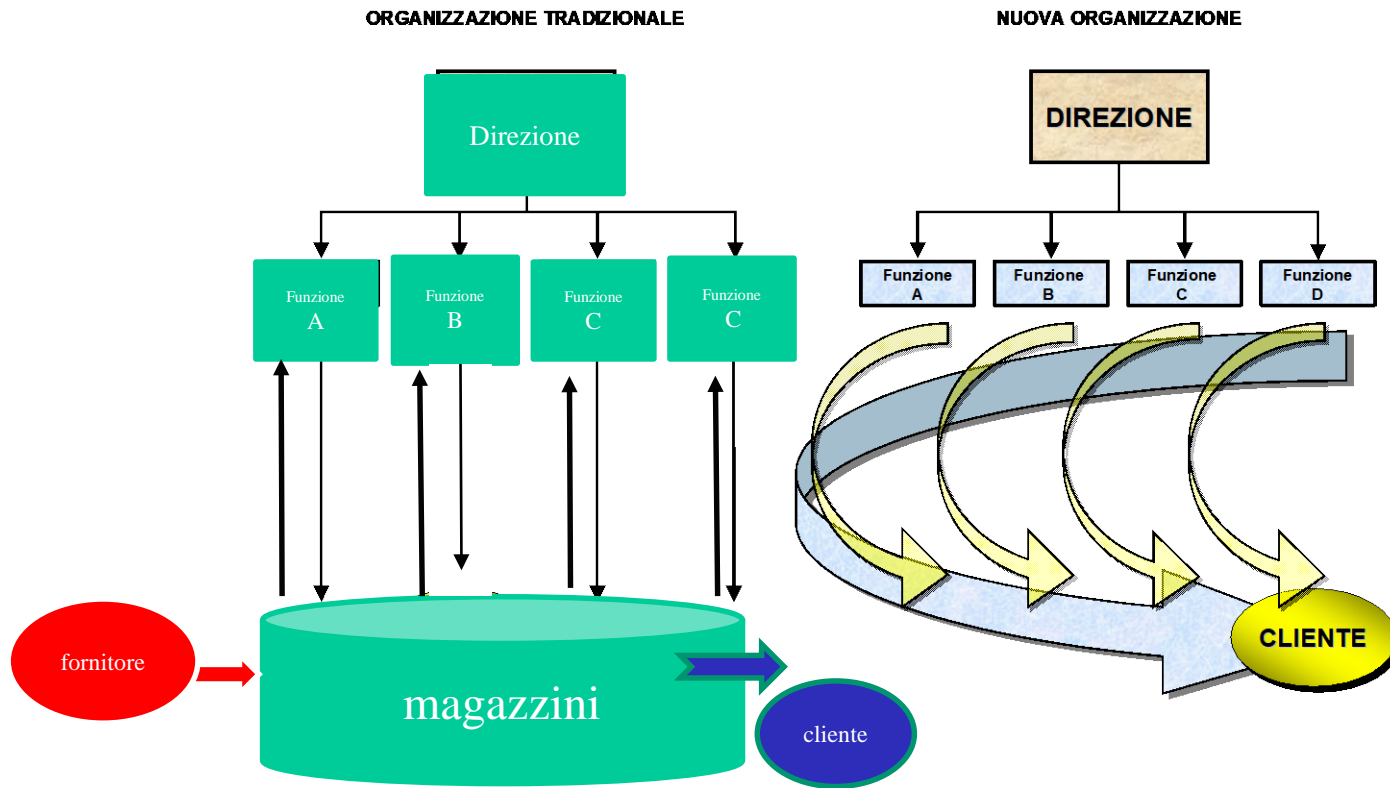 ORGANIZZAZIONE TRADIZIONALE
NUOVA ORGANIZZAZIONE
Direzione
DIREZIONE
Funzione
A
Funzione
B
Funzione
C
Funzione
C
Funzione
A
Funzione
B
Funzione
C
Funzione
D
fornitore
magazzini
cliente
CLIENTE